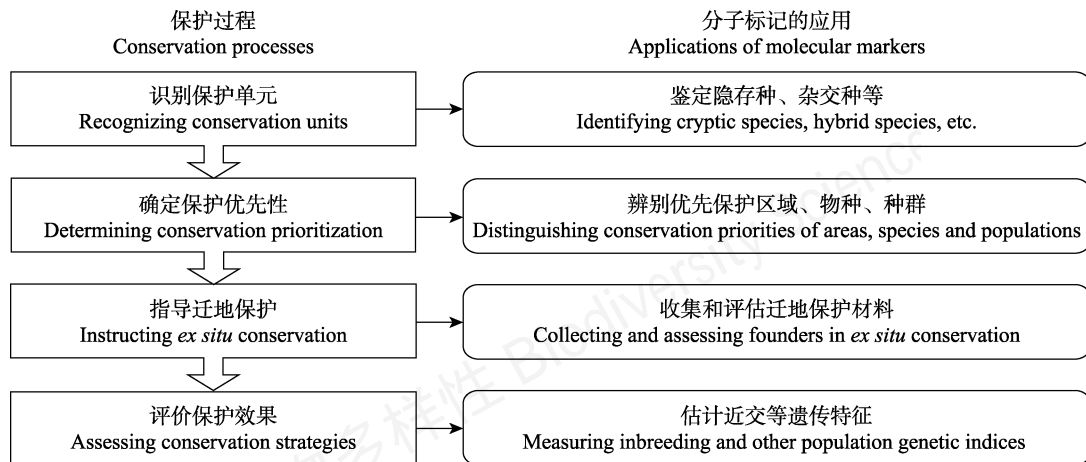 保护过程
Conservation processes
分子标记的应用
Applications of molecular markers
识别保护单元
Recognizing conservation units
鉴定隐存种、杂交种等
Identifying cryptic species, hybrid species, etc.
确定保护优先性
Determining conservation prioritization
辨别优先保护区域、物种、种群
Distinguishing conservation priorities of areas, species and populations
指导迁地保护
Instructing ex situ conservation
收集和评估迁地保护材料
Collecting and assessing founders in ex situ conservation
评价保护效果
Assessing conservation strategies
估计近交等遗传特征
Measuring inbreeding and other population genetic indices
多样性 Biodiversity Science